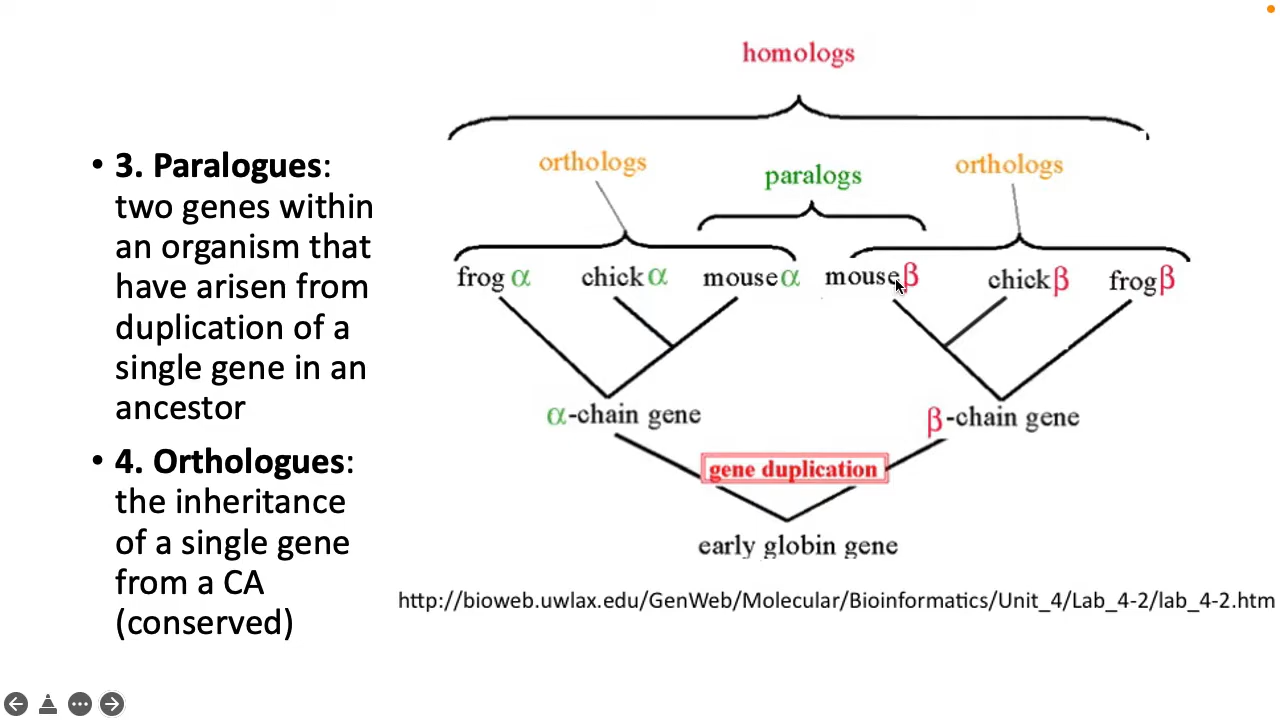 • 3. Paralogues:
two genes within
an organism that
have arisen from
duplication of a
single gene in an
ancestor
• 4. Orthologues:
the inheritance
of a single gene
from a CA
(conserved)
homologs
orthologs
paralogs
orthologs
frog α chick α mouse α mouse β chick β frog β
α-chain gene
β-chain gene
gene duplication
early globin gene
http://bioweb.uwlax.edu/GenWeb/Molecular/Bioinformatics/Unit_4/Lab_4-2/lab_4-2.htm